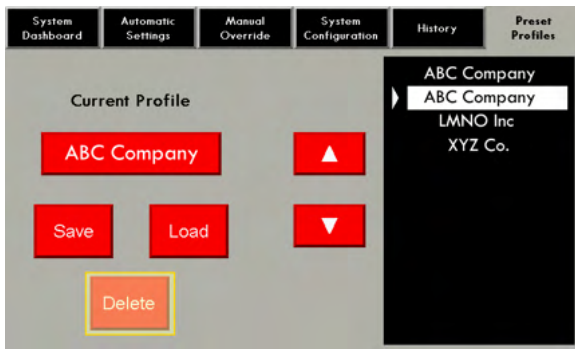 System
Dashboard
Automatic
Settings
Manual
Override
System
Configuration
History
Preset
Profiles
Current Profile
ABC Company
Save
Load
Delete
ABC Company
ABC Company
LMNO Inc
XYZ Co.